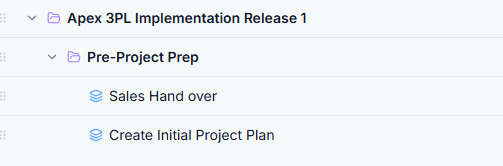 Apex 3PL Implementation Release 1
Pre-Project Prep
Sales Hand over
Create Initial Project Plan